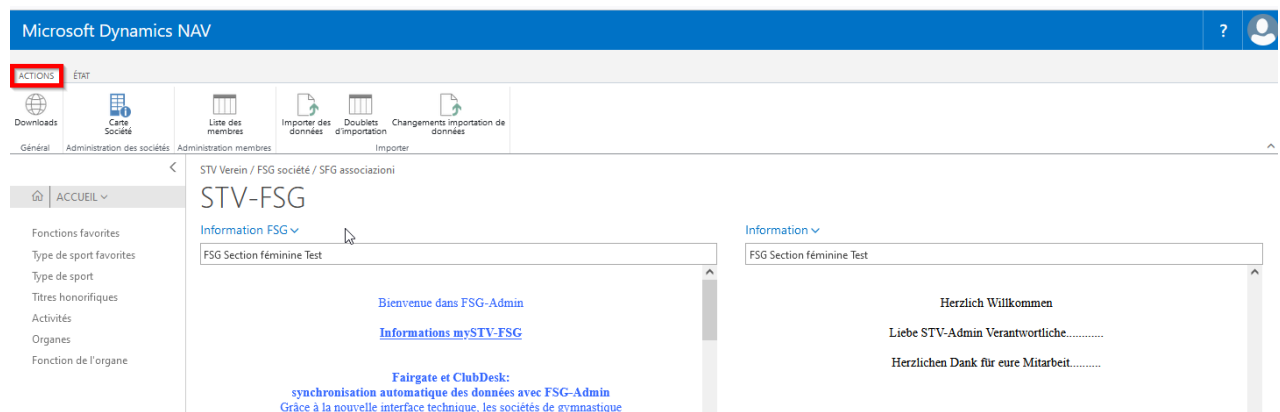 Microsoft Dynamics NAV ?
ACTIONS ÉTAT
Downloads
Carte Société
Liste des membres
Importer des données
Doublets d'importation
Changements importation de données
Général Administration des sociétés Administration membres Importer
STV Verein / FSG société / SFG associazioni
ACCUEIL
STV-FSG
Fonctions favorites
Type de sport favorites
Type de sport
Titres honorifiques
Activités
Organes
Fonction de l'organe
Information FSG
FSG Section féminine Test
Bienvenue dans FSG-Admin
Informations mySTV-FSG
Fairgate et ClubDesk:
synchronisation automatique des données avec FSG-Admin
Grâce à la nouvelle interface technique, les sociétés de gymnastique
Information
FSG Section féminine Test
Herzlich Willkommen
Liebe STV-Admin Verantwortliche............
Herzlichen Dank für eure Mitarbeit..........